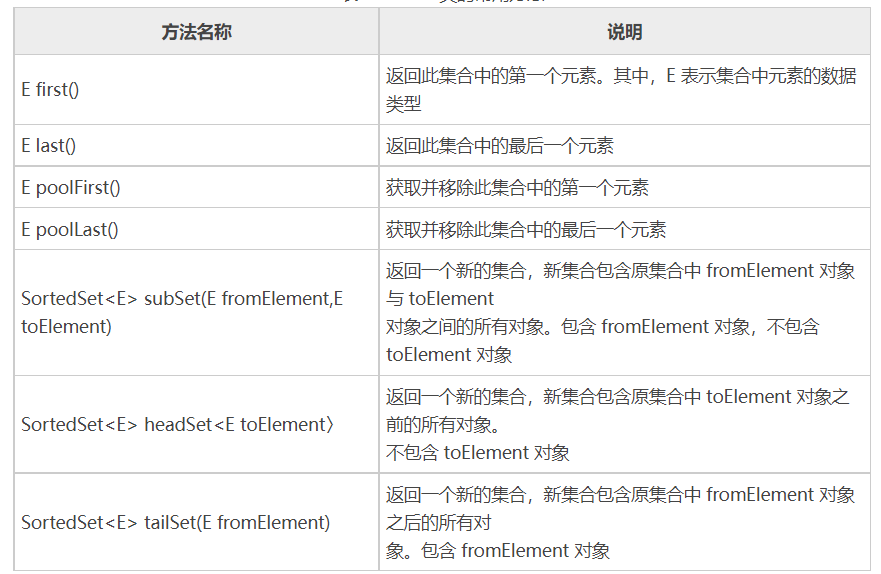 方法名称
说明
E first()
返回此集合中的第一个元素。其中，E 表示集合中元素的数据
类型
E last()
返回此集合中的最后一个元素
E poolFirst()
获取并移除此集合中的第一个元素
E poolLast()
获取并移除此集合中的最后一个元素
SortedSet<E> subSet(E fromElement,E
toElement)
返回一个新的集合，新集合包含原集合中 fromElement 对象
与 toElement
对象之间的所有对象。包含 fromElement 对象，不包含
toElement 对象
SortedSet<E> headSet<E toElement〉
返回一个新的集合，新集合包含原集合中 toElement 对象之
前的所有对象。
不包含 toElement 对象
SortedSet<E> tailSet(E fromElement)
返回一个新的集合，新集合包含原集合中 fromElement 对象
之后的所有对
象。包含 fromElement 对象